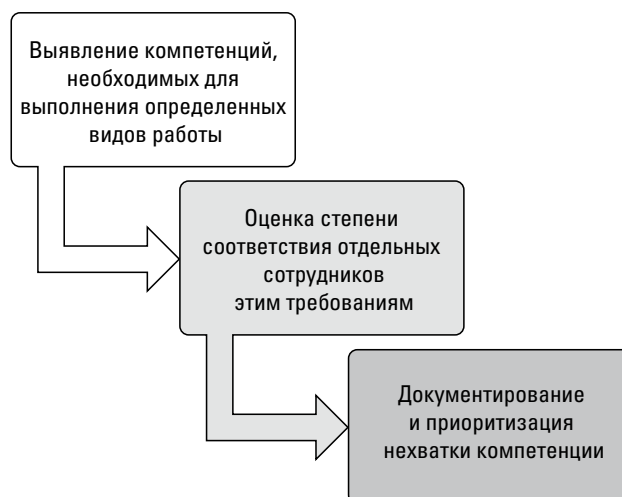 Выявление компетенций,
необходимых для
выполнения определенных
видов работы
Оценка степени
соответствия отдельных
сотрудников
этим требованиям
Документирование
и приоритизация
нехватки компетенции